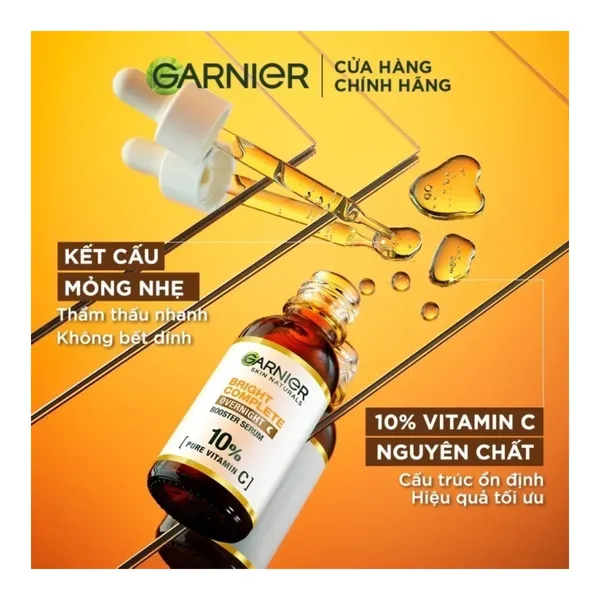 GARNIER
CỬA HÀNG
CHÍNH HÃNG
KẾT CẤU
MỎNG NHẸ
Thẩm thấu nhanh
Không bết dính
GARNIER
SKIN NATURALS
BRIGHT
COMPLETE
OVERNIGHT C
BOOSTER SERUM
10%
[PURE VITAMIN C]
10% VITAMIN C
NGUYÊN CHẤT
Cấu trúc ổn định
Hiệu quả tối ưu